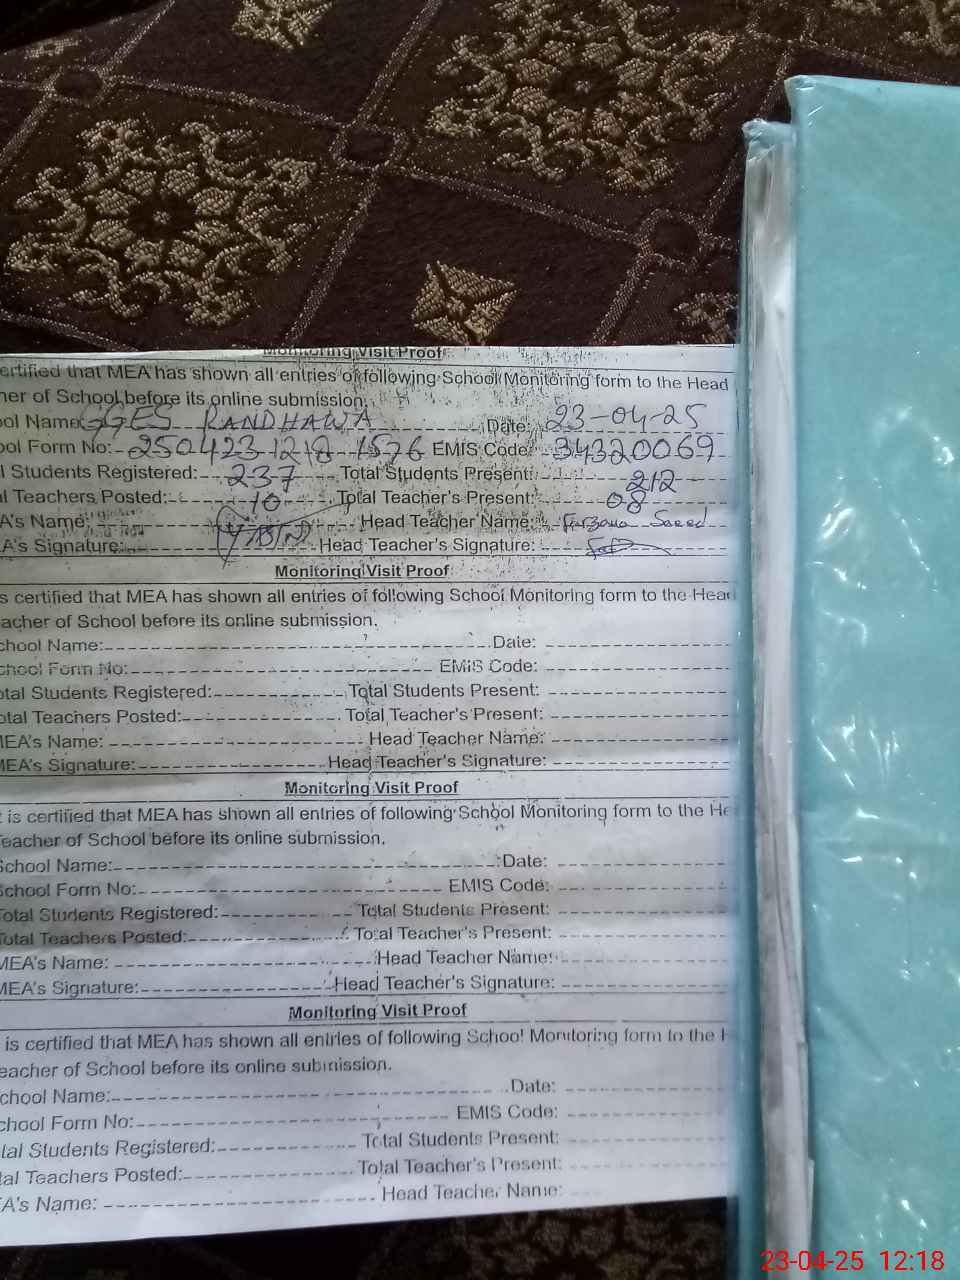 Monitoring Visit Proof
ertified that MEA has shown all entries of following School Monitoring form to the Head
her of School before its online submission.
ool Name: GGES RANDHAWA Date: 23-04-25
ool Form No:- 250423-1218-1576 EMIS Code: 34320069
l Students Registered: 237 Total Students Present: 212
al Teachers Posted: 10 Total Teacher's Present: 08
A's Name: Head Teacher Name: Farzana Saeed
A's Signature: Head Teacher's Signature:
Monitoring Visit Proof
s certified that MEA has shown all entries of following School Monitoring form to the Head
acher of School before its online submission.
chool Name: Date:
chool Form No: EMIS Code:
otal Students Registered: Total Students Present:
otal Teachers Posted: Total Teacher's Present:
MEA's Name: Head Teacher Name:
MEA's Signature: Head Teacher's Signature:
Monitoring Visit Proof
t is certified that MEA has shown all entries of following School Monitoring form to the He
Teacher of School before its online submission.
School Name: Date:
School Form No: EMIS Code:
Total Students Registered: Total Students Present:
Total Teachers Posted: Total Teacher's Present:
MEA's Name: Head Teacher Name:
MEA's Signature: Head Teacher's Signature:
Monitoring Visit Proof
is certified that MEA has shown all entries of following School Monitoring form to the H
eacher of School before its online submission.
chool Name: Date:
chool Form No: EMIS Code:
tal Students Registered: Total Students Present:
tal Teachers Posted: Total Teacher's Present:
EA's Name: Head Teacher Name:
23-04-25 12:18